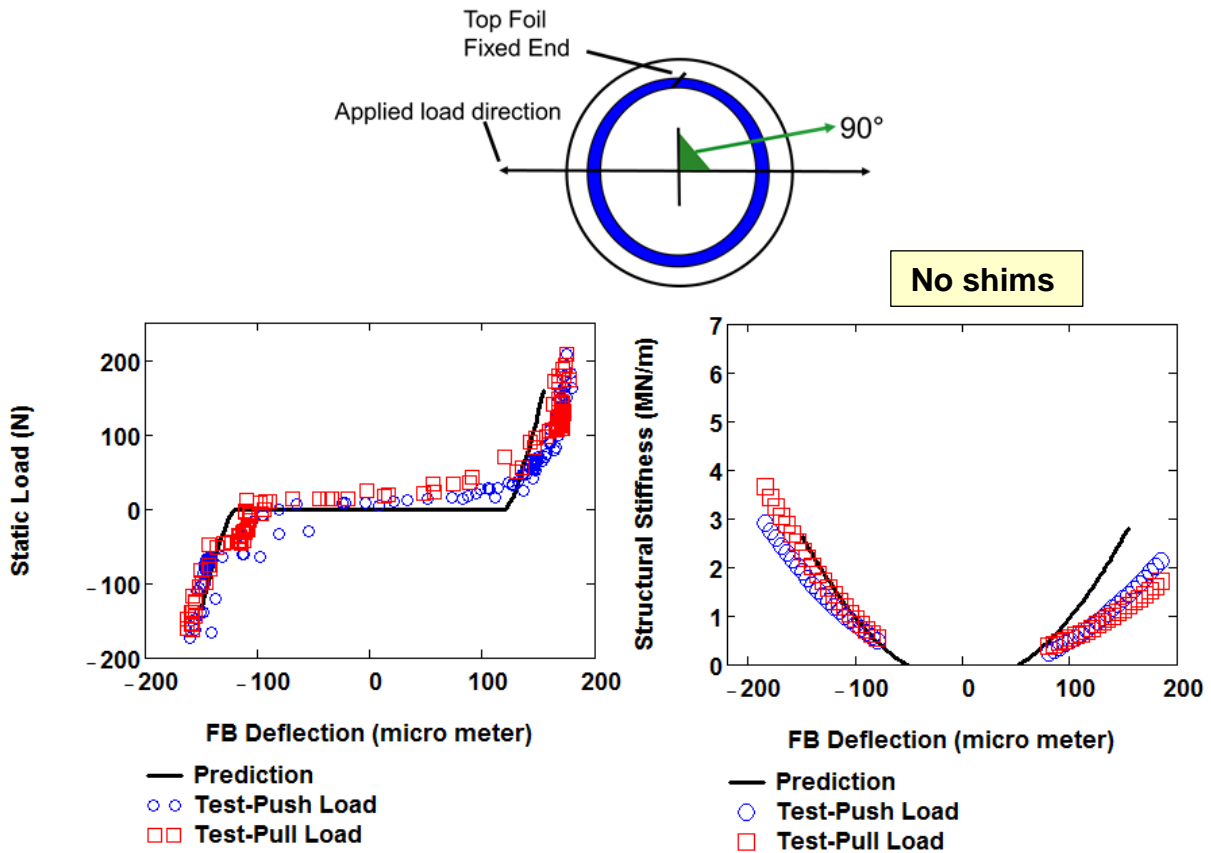 Top Foil
Fixed End
Applied load direction
90°
No shims
Static Load (N)
200
100
0
−100
−200
−200
−100
0
100
200
FB Deflection (micro meter)
Prediction
Test-Push Load
Test-Pull Load
Structural Stiffness (MN/m)
7
6
5
4
3
2
1
0
−200
−100
0
100
200
FB Deflection (micro meter)
Prediction
Test-Push Load
Test-Pull Load